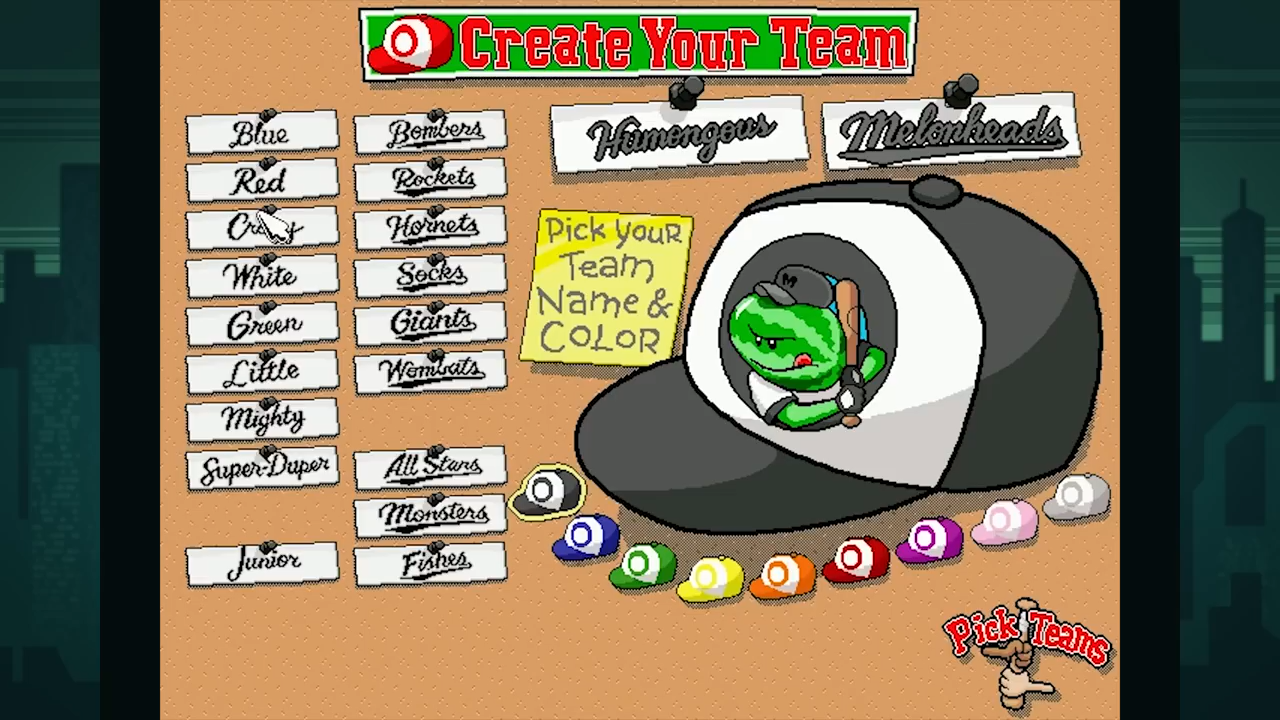 Create Your Team
Humongous
Melonheads
Blue
Bombers
Red
Rockets
Hornets
White
Socks
Green
Giants
Little
Wombats
Mighty
Super-Duper
All Stars
Monsters
Junior
Fishes
Pick your
Team
Name &
COLOR
M
Pick Teams